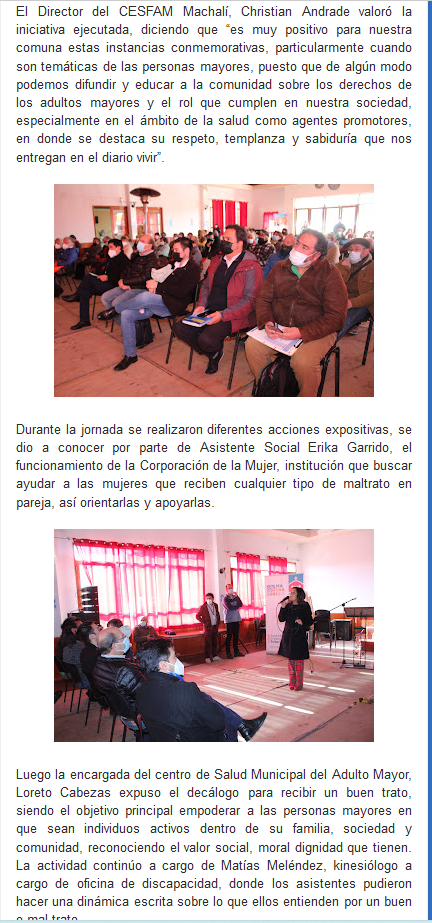 El Director del CESFAM Machalí, Christian Andrade valoró la
iniciativa ejecutada, diciendo que “es muy positivo para nuestra
comuna estas instancias conmemorativas, particularmente cuando
son temáticas de las personas mayores, puesto que de algún modo
podemos difundir y educar a la comunidad sobre los derechos de
los adultos mayores y el rol que cumplen en nuestra sociedad,
especialmente en el ámbito de la salud como agentes promotores,
en donde se destaca su respeto, templanza y sabiduría que nos
entregan en el diario vivir”.
Durante la jornada se realizaron diferentes acciones expositivas, se
dio a conocer por parte de Asistente Social Erika Garrido, el
funcionamiento de la Corporación de la Mujer, institución que buscar
ayudar a las mujeres que reciben cualquier tipo de maltrato en
pareja, así orientarlas y apoyarlas.
Luego la encargada del centro de Salud Municipal del Adulto Mayor,
Loreto Cabezas expuso el decálogo para recibir un buen trato,
siendo el objetivo principal empoderar a las personas mayores en
que sean individuos activos dentro de su familia, sociedad y
comunidad, reconociendo el valor social, moral dignidad que tienen.
La actividad continúo a cargo de Matías Meléndez, kinesiólogo a
cargo de oficina de discapacidad, donde los asistentes pudieron
hacer una dinámica escrita sobre lo que ellos entienden por un buen
o mal trato